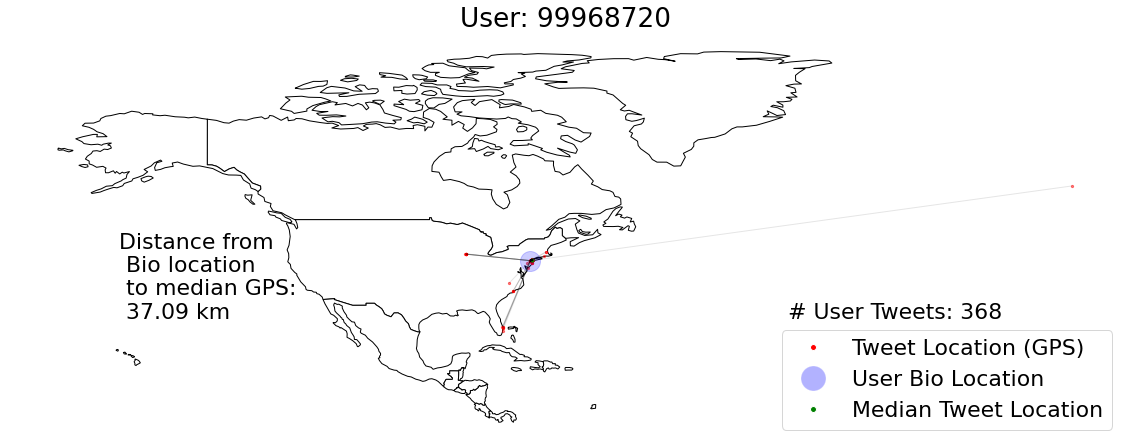 User: 99968720
Distance from
Bio location
to median GPS:
37.09 km
# User Tweets: 368
Tweet Location (GPS)
User Bio Location
Median Tweet Location